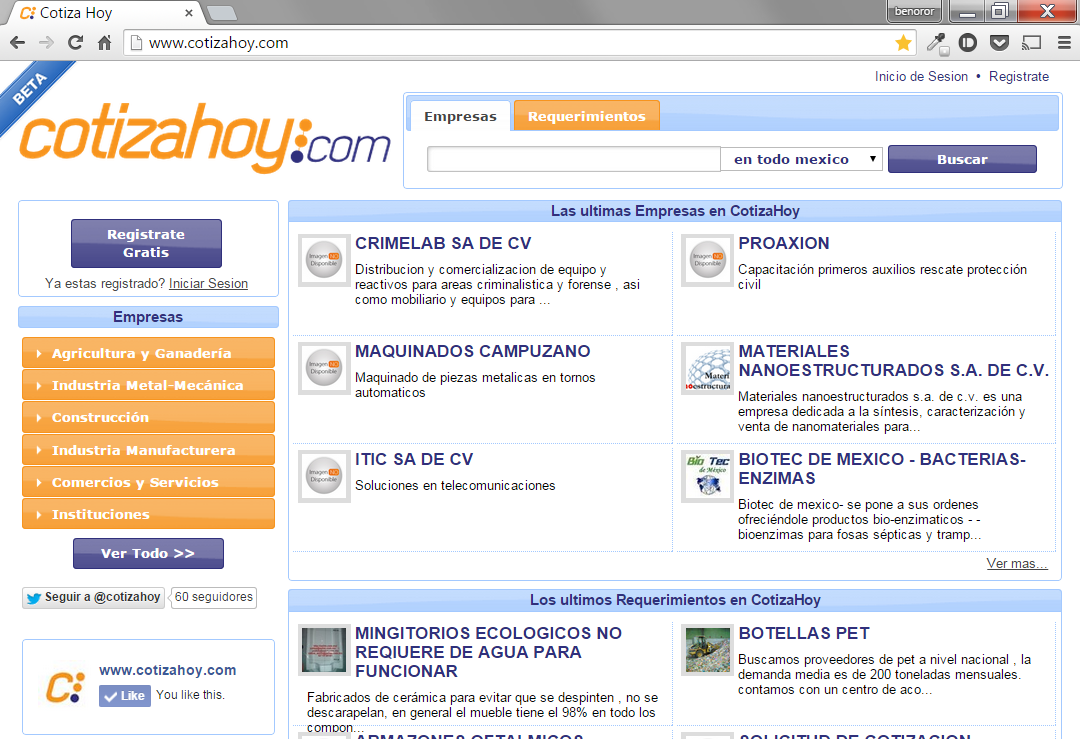 Cotiza Hoy
benoror
www.cotizahoy.com
BETA
Inicio de Sesion • Registrate
cotizahoy:com
Empresas
Requerimientos
en todo mexico
Buscar
Registrate
Gratis
Ya estas registrado? Iniciar Sesion
Empresas
Agricultura y Ganadería
Industria Metal-Mecánica
Construcción
Industria Manufacturera
Comercios y Servicios
Instituciones
Ver Todo >>
Seguir a @cotizahoy
60 seguidores
www.cotizahoy.com
Like
You like this.
Las ultimas Empresas en CotizaHoy
Imagen NO
Disponible
CRIMELAB SA DE CV
Distribucion y comercializacion de equipo y
reactivos para areas criminalistica y forense , asi
como mobiliario y equipos para ...
Imagen NO
Disponible
PROAXION
Capacitación primeros auxilios rescate protección
civil
Imagen NO
Disponible
MAQUINADOS CAMPUZANO
Maquinado de piezas metalicas en tornos
automaticos
Materi
noestructura
MATERIALES
NANOESTRUCTURADOS S.A. DE C.V.
Materiales nanoestructurados s.a. de c.v. es una
empresa dedicada a la síntesis, caracterización y
venta de nanomateriales para...
Imagen NO
Disponible
ITIC SA DE CV
Soluciones en telecomunicaciones
Bio Tec
de México
BIOTEC DE MEXICO - BACTERIAS-
ENZIMAS
Biotec de mexico- se pone a sus ordenes
ofreciéndole productos bio-enzimaticos - -
bioenzimas para fosas sépticas y tramp...
Ver mas...
Los ultimos Requerimientos en CotizaHoy
MINGITORIOS ECOLOGICOS NO
REQIUERE DE AGUA PARA
FUNCIONAR
Fabricados de cerámica para evitar que se despinten , no se
descarapelan, en general el mueble tiene el 98% en todo los
compon...
BOTELLAS PET
Buscamos proveedores de pet a nivel nacional , la
demanda media es de 200 toneladas mensuales.
contamos con un centro de aco...
ARMAZONES OFTALMICOS
SOLICITUD DE COTIZACION